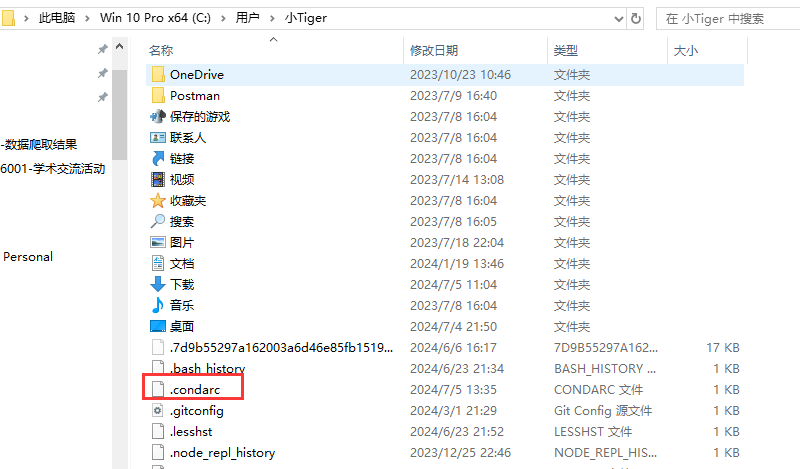 此电脑 > Win 10 Pro x64 (C:) > 用户 > 小Tiger
在 小Tiger 中搜索
名称 修改日期 类型 大小
OneDrive 2023/10/23 10:46 文件夹
Postman 2023/7/9 16:40 文件夹
保存的游戏 2023/7/8 16:04 文件夹
-数据爬取结果 联系人 2023/7/8 16:04 文件夹
6001-学术交流活动 链接 2023/7/8 16:04 文件夹
视频 2023/7/14 13:08 文件夹
收藏夹 2023/7/8 16:04 文件夹
搜索 2023/7/8 16:05 文件夹
图片 2023/7/18 22:04 文件夹
Personal 文档 2024/1/19 13:46 文件夹
下载 2024/7/5 11:04 文件夹
音乐 2023/7/8 16:04 文件夹
桌面 2024/7/4 21:50 文件夹
.7d9b55297a162003a6d46e85fb1519... 2024/6/6 16:17 7D9B55297A162... 17 KB
.bash_history 2024/6/23 21:34 BASH_HISTORY ... 1 KB
.condarc 2024/7/5 13:35 CONDARC 文件 1 KB
.gitconfig 2024/3/1 21:29 Git Config 源文件 1 KB
.lesshst 2024/6/23 21:52 LESSHST 文件 1 KB
.node_repl_history 2023/12/25 22:46 NODE_REPL_HIS... 1 KB